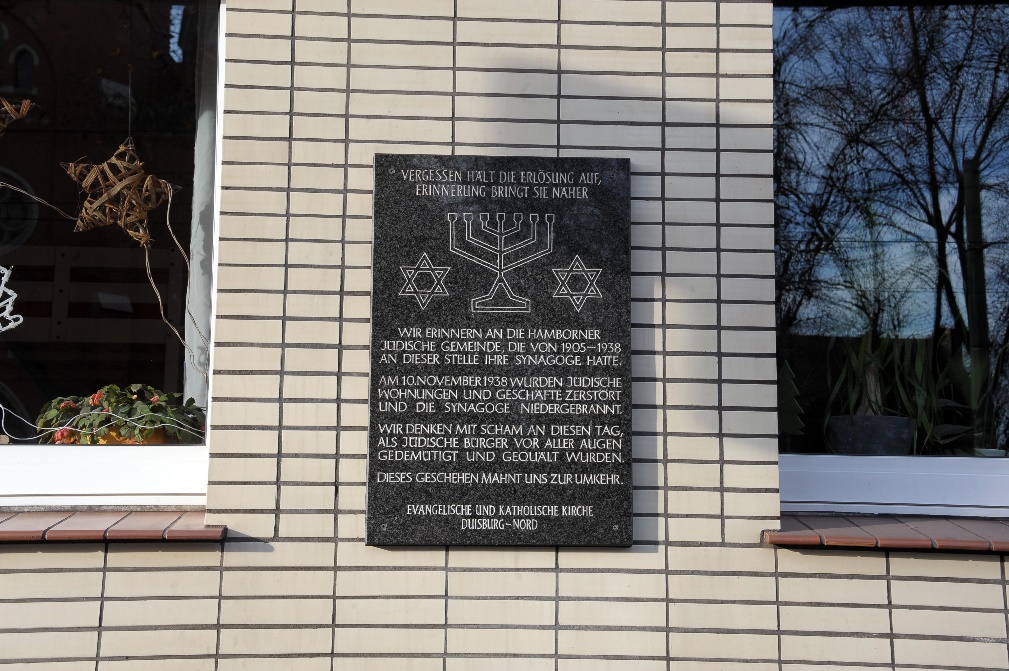 VERGESSEN HÄLT DIE ERLÖSUNG AUF,
ERINNERUNG BRINGT SIE NÄHER
WIR ERINNERN AN DIE HAMBORNER
JÜDISCHE GEMEINDE, DIE VON 1905–1938
AN DIESER STELLE IHRE SYNAGOGE HATTE.
AM 10. NOVEMBER 1938 WURDEN JÜDISCHE
WOHNUNGEN UND GESCHÄFTE ZERSTÖRT
UND DIE SYNAGOGE NIEDERGEBRANNT.
WIR DENKEN MIT SCHAM AN DIESEN TAG,
ALS JÜDISCHE BÜRGER VOR ALLER AUGEN
GEDEMÜTIGT UND GEQUÄLT WURDEN.
DIESES GESCHEHEN MAHNT UNS ZUR UMKEHR.
EVANGELISCHE UND KATHOLISCHE KIRCHE
DUISBURG–NORD